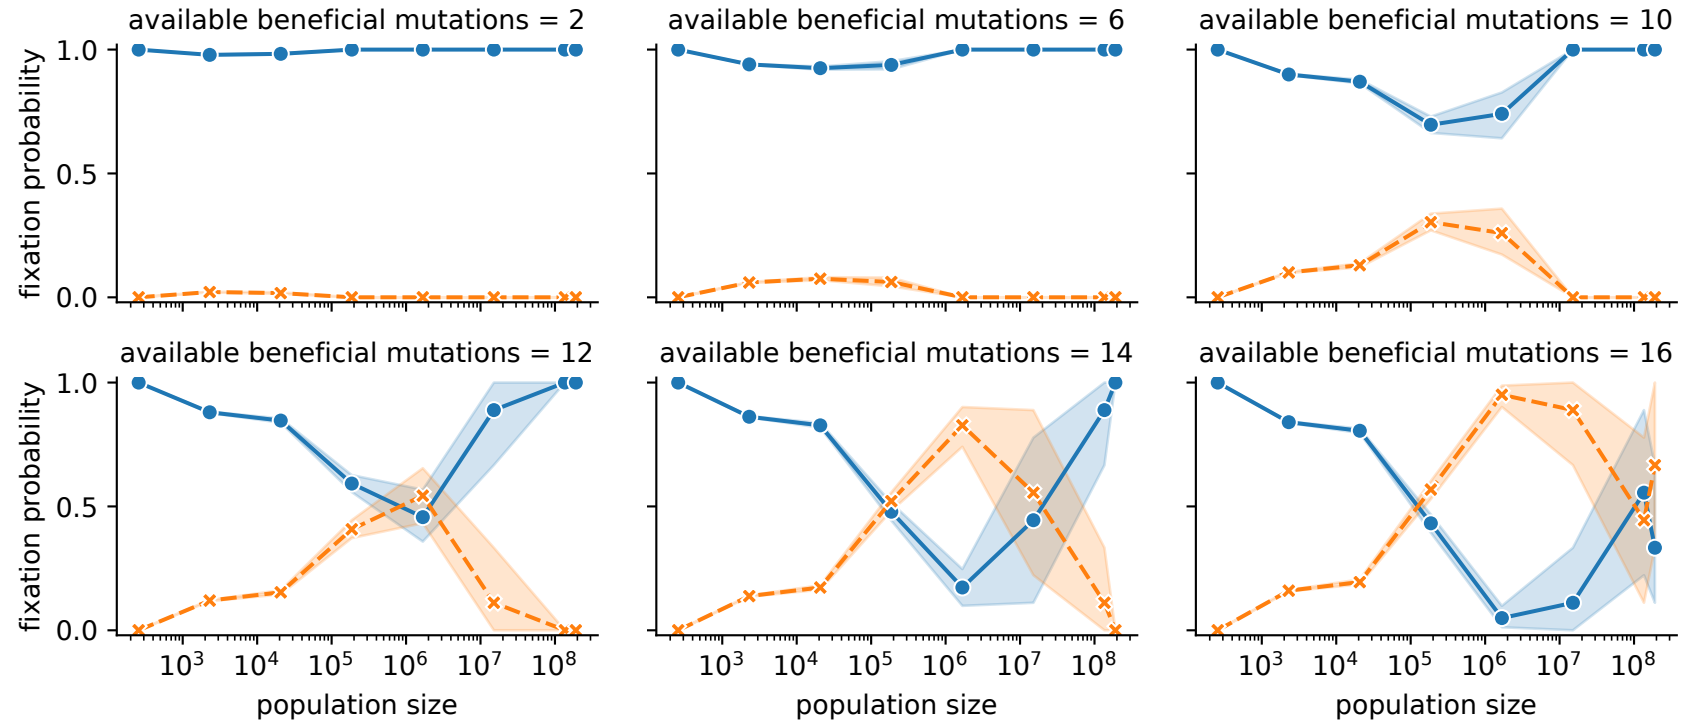 available beneficial mutations = 2
available beneficial mutations = 6
available beneficial mutations = 10
fixation probability
1.0
0.5
0.0
available beneficial mutations = 12
available beneficial mutations = 14
available beneficial mutations = 16
fixation probability
1.0
0.5
0.0
10³ 10⁴ 10⁵ 10⁶ 10⁷ 10⁸
10³ 10⁴ 10⁵ 10⁶ 10⁷ 10⁸
10³ 10⁴ 10⁵ 10⁶ 10⁷ 10⁸
population size
population size
population size